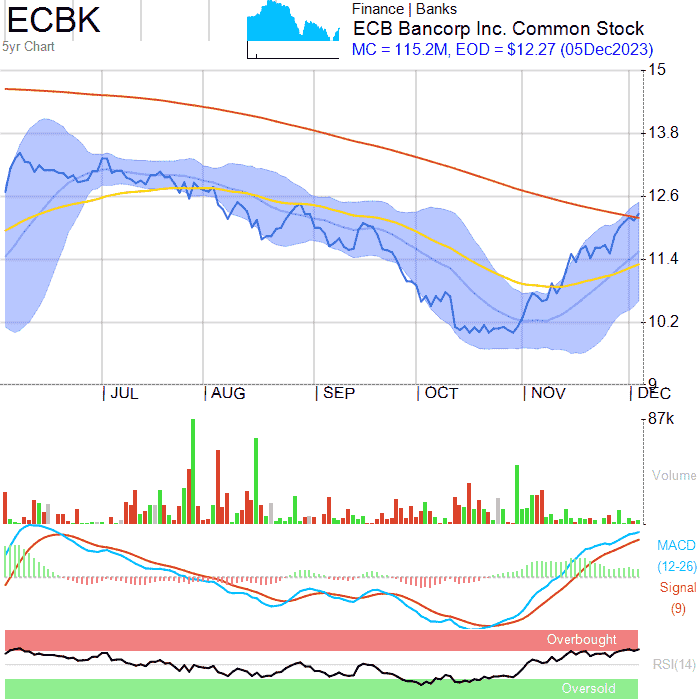 ECBK
5yr Chart
Finance | Banks
ECB Bancorp Inc. Common Stock
MC = 115.2M, EOD = $12.27 (05Dec2023)
15
13.8
12.6
11.4
10.2
9
JUL AUG SEP OCT NOV DEC
87k
Volume
MACD
(12-26)
Signal
(9)
Overbought
RSI(14)
Oversold